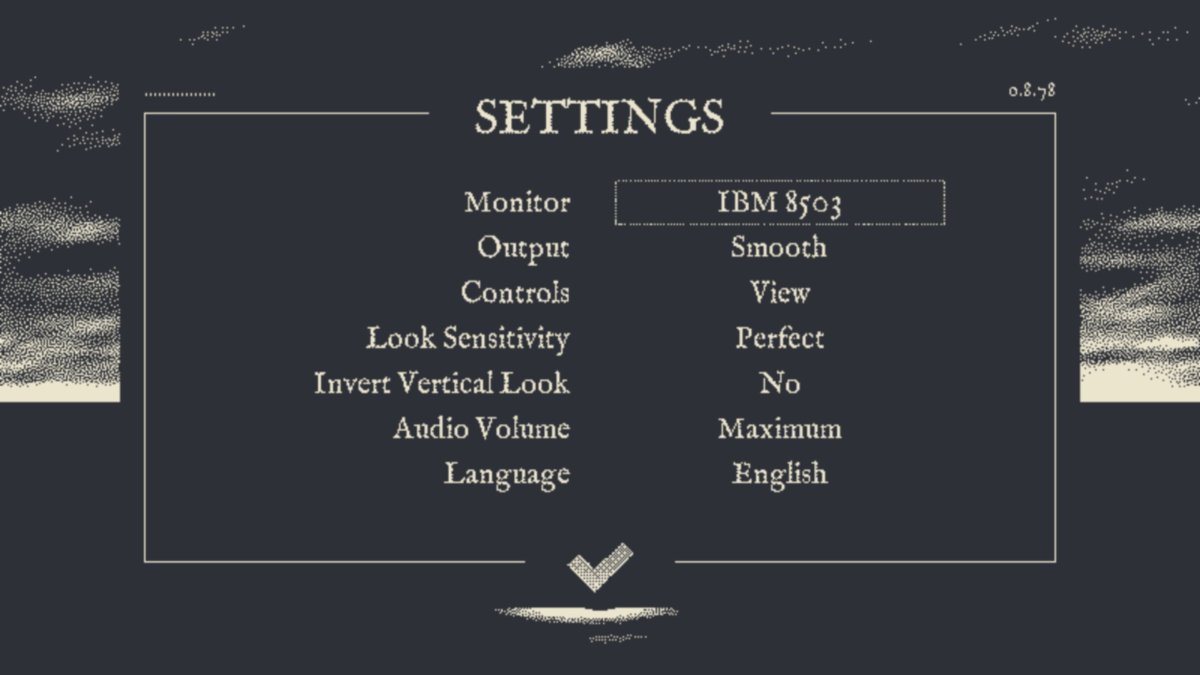 0.8.78
SETTINGS
Monitor IBM 8503
Output Smooth
Controls View
Look Sensitivity Perfect
Invert Vertical Look No
Audio Volume Maximum
Language English